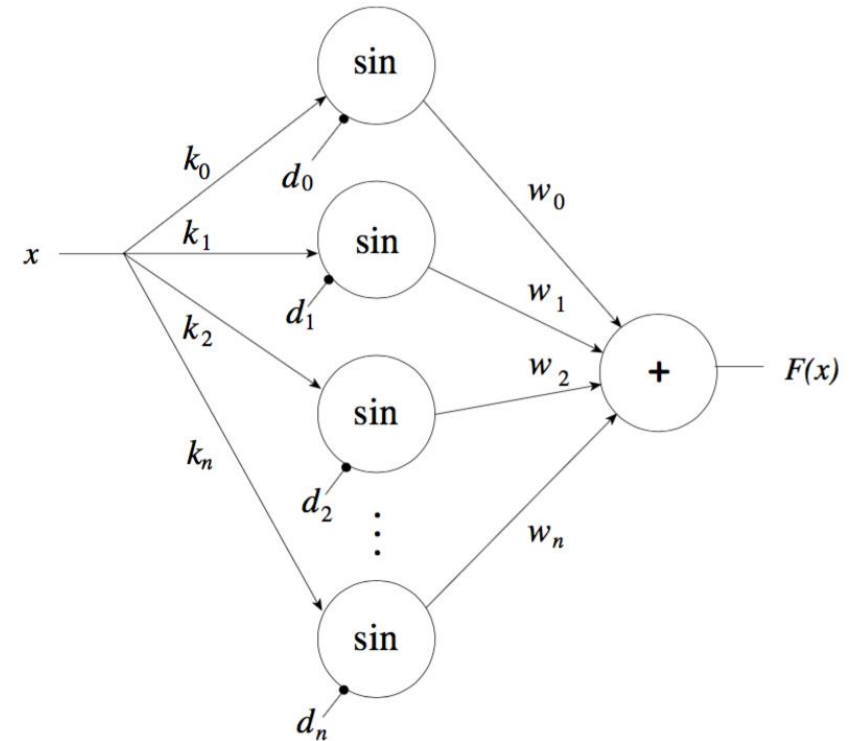 sin
k₀
d₀
w₀
x
k₁
sin
w₁
d₁
k₂
w₂
+
F(x)
sin
kₙ
d₂
⋮
wₙ
sin
dₙ